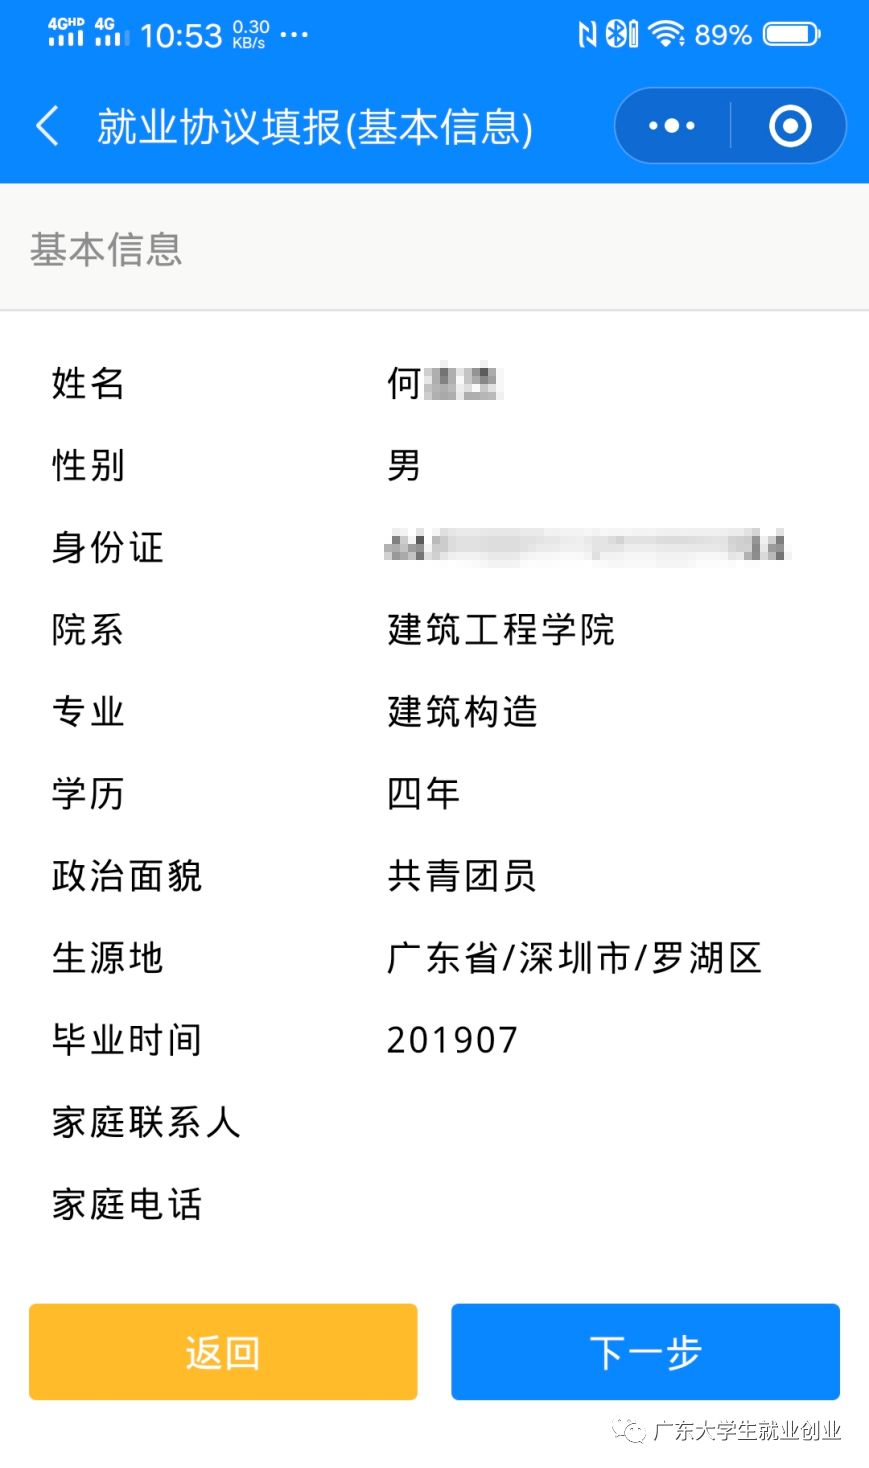 4GHD 4G 10:53 0.30 KB/s ... 89%
就业协议填报(基本信息)
基本信息
姓名 何
性别 男
身份证
院系 建筑工程学院
专业 建筑构造
学历 四年
政治面貌 共青团员
生源地 广东省/深圳市/罗湖区
毕业时间 201907
家庭联系人
家庭电话
返回 下一步
广东大学生就业创业